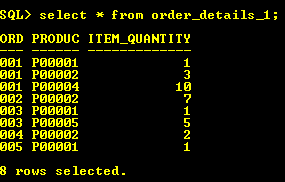 SQL> select * from order_details_1;
ORD PRODUC ITEM_QUANTITY
--- ------ -------------
001 P00001 1
001 P00002 3
001 P00004 10
002 P00002 7
003 P00001 1
003 P00005 5
004 P00002 2
005 P00001 1
8 rows selected.